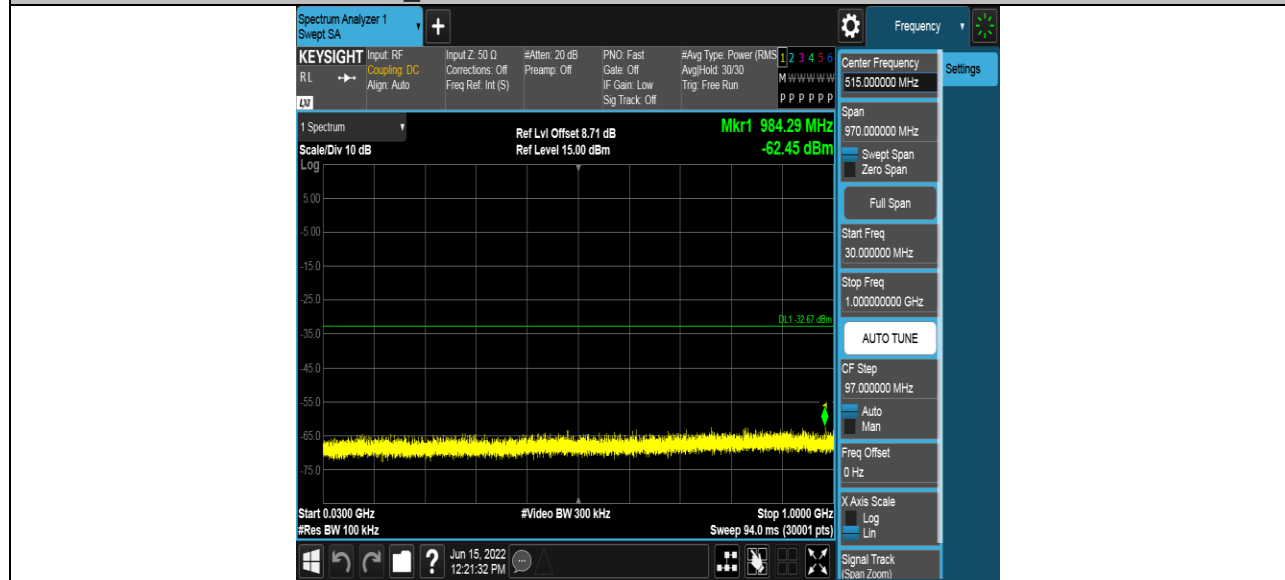 Spectrum Analyzer 1
Swept SA
+
Frequency
KEYSIGHT
RL
LXI
Input: RF
Coupling: DC
Align: Auto
Input Z: 50 Ω
Corrections: Off
Freq Ref: Int (S)
#Atten: 20 dB
Preamp: Off
PNO: Fast
Gate: Off
IF Gain: Low
Sig Track: Off
#Avg Type: Power (RMS
Avg|Hold: 30/30
Trig: Free Run
1 2 3 4 5 6
M W W W W W
P P P P P P
1 Spectrum
Scale/Div 10 dB
Log
Ref Lvl Offset 8.71 dB
Ref Level 15.00 dBm
Mkr1 984.29 MHz
-62.45 dBm
5.00
-5.00
-15.0
-25.0
DL1 -32.67 dBm
-35.0
-45.0
-55.0
1
-65.0
-75.0
Start 0.0300 GHz
#Res BW 100 kHz
#Video BW 300 kHz
Stop 1.0000 GHz
Sweep 94.0 ms (30001 pts)
?
Jun 15, 2022
12:21:32 PM
Center Frequency
515.000000 MHz
Span
970.000000 MHz
Swept Span
Zero Span
Full Span
Start Freq
30.000000 MHz
Stop Freq
1.000000000 GHz
AUTO TUNE
CF Step
97.000000 MHz
Auto
Man
Freq Offset
0 Hz
X Axis Scale
Log
Lin
Signal Track
(Span Zoom)
Settings